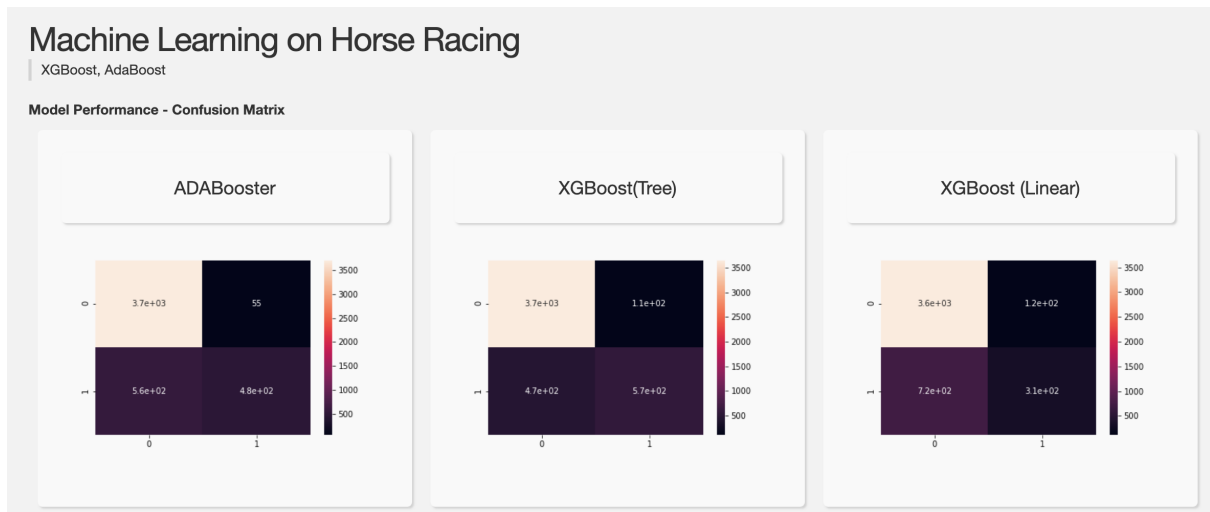 Machine Learning on Horse Racing
XGBoost, AdaBoost
Model Performance - Confusion Matrix
ADABooster
0
3.7e+03
55
1
5.6e+02
4.8e+02
0
1
3500
3000
2500
2000
1500
1000
500
XGBoost(Tree)
0
3.7e+03
1.1e+02
1
4.7e+02
5.7e+02
0
1
3500
3000
2500
2000
1500
1000
500
XGBoost (Linear)
0
3.6e+03
1.2e+02
1
7.2e+02
3.1e+02
0
1
3500
3000
2500
2000
1500
1000
500